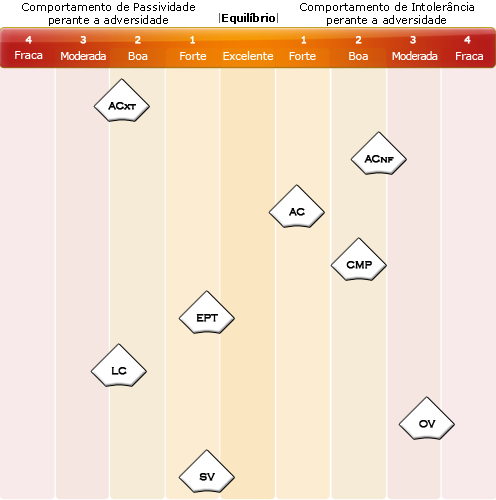 Comportamento de Passividade
perante a adversidade
|Equilíbrio|
Comportamento de Intolerância
perante a adversidade
4 3 2 1 1 2 3 4
Fraca Moderada Boa Forte Excelente Forte Boa Moderada Fraca
ACXT
ACNF
AC
CMP
EPT
LC
OV
SV